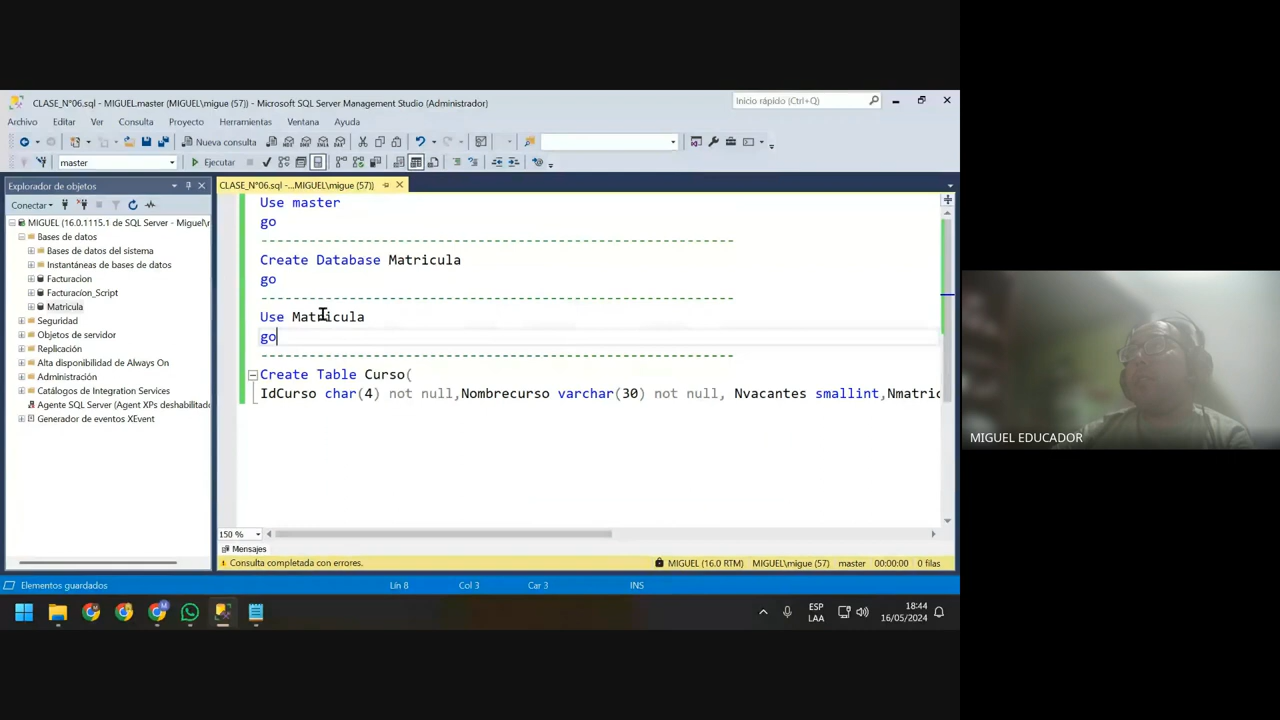 CLASE_N°06.sql - MIGUEL.master (MIGUEL\migue (57)) - Microsoft SQL Server Management Studio (Administrador)
Inicio rápido (Ctrl+Q)
Archivo Editar Ver Consulta Proyecto Herramientas Ventana Ayuda
Nueva consulta
master Ejecutar
Explorador de objetos
CLASE_N°06.sql -...MIGUEL\migue (57))
Conectar
MIGUEL (16.0.1115.1 de SQL Server - Miguel\r
Bases de datos
Bases de datos del sistema
Instantáneas de bases de datos
Facturacion
Facturacion_Script
Matricula
Seguridad
Objetos de servidor
Replicación
Alta disponibilidad de Always On
Administración
Catálogos de Integration Services
Agente SQL Server (Agent XPs deshabilitado
Generador de eventos XEvent
Use master
go
------------------------------------------------------------
Create Database Matricula
go
------------------------------------------------------------
Use Matricula
go
------------------------------------------------------------
Create Table Curso(
IdCurso char(4) not null,Nombrecurso varchar(30) not null, Nvacantes smallint,Nmatric
150 %
Mensajes
Consulta completada con errores.
MIGUEL (16.0 RTM) MIGUEL\migue (57) master 00:00:00 0 filas
Elementos guardados
Lín 8 Col 3 Car 3 INS
ESP
LAA
18:44
16/05/2024
MIGUEL EDUCADOR